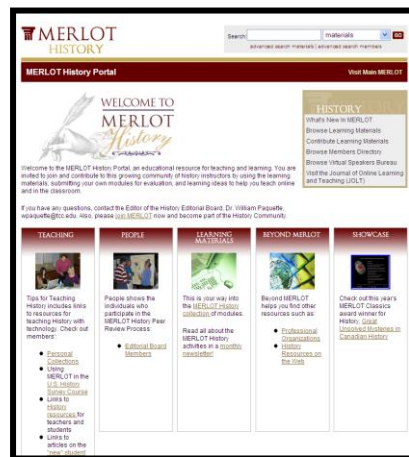 MERLOT
HISTORY
Search
materials
GO
advanced search materials | advanced search members
MERLOT History Portal
Visit Main MERLOT
WELCOME TO
MERLOT
History
HISTORY
What's New in MERLOT
Browse Learning Materials
Contribute Learning Materials
Browse Members Directory
Browse Virtual Speakers Bureau
Visit the Journal of Online Learning
and Teaching (JOLT)
Welcome to the MERLOT History Portal, an educational resource for teaching and learning. You are
invited to join and contribute to this growing community of history instructors by using the learning
materials, submitting your own modules for evaluation, and learning ideas to help you teach online
and in the classroom.
If you have any questions, contact the Editor of the History Editorial Board, Dr. William Paquette,
wpaquette@tcc.edu. Also, please join MERLOT now and become part of the History Community.
TEACHING
Tips for Teaching
History includes links
to resources for
teaching History with
technology. Check out
members':
Personal
Collections
Using
MERLOT in the
U.S. History
Survey Course
Links to
History
resources for
teachers and
students
Links to
articles on the
"new" student
PEOPLE
People shows the
individuals who
participate in the
MERLOT History Peer
Review Process:
Editorial Board
Members
LEARNING
MATERIALS
This is your way into
the MERLOT History
collection of modules.
Read all about the
MERLOT History
activities in a monthly
newsletter!
BEYOND MERLOT
Beyond MERLOT
helps you find other
resources such as:
Professional
Organizations
History
Resources on
the Web
SHOWCASE
Check out this year's
MERLOT Classics
award winner for
History, Great
Unsolved Mysteries in
Canadian History